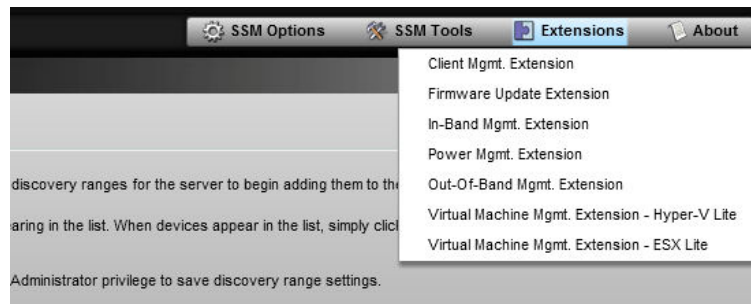 SSM Options SSM Tools Extensions About
Client Mgmt. Extension
Firmware Update Extension
In-Band Mgmt. Extension
Power Mgmt. Extension
Out-Of-Band Mgmt. Extension
Virtual Machine Mgmt. Extension - Hyper-V Lite
Virtual Machine Mgmt. Extension - ESX Lite
discovery ranges for the server to begin adding them to the
aring in the list. When devices appear in the list, simply clic
Administrator privilege to save discovery range settings.